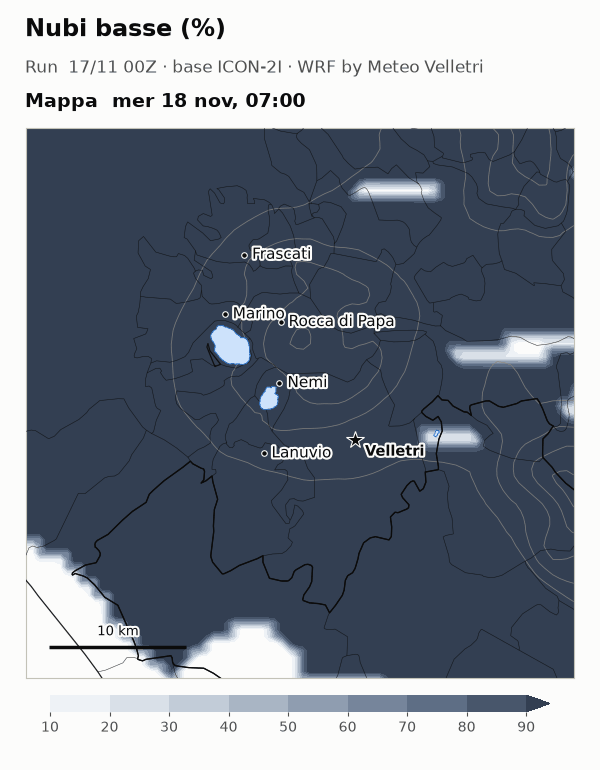 Nubi basse (%)
Run  17/11 00Z · base ICON-2I · WRF by Meteo Velletri
Mappa  mer 18 nov, 07:00
Frascati
Marino
Rocca di Papa
Nemi
Velletri
Lanuvio
10 km
10 20 30 40 50 60 70 80 90